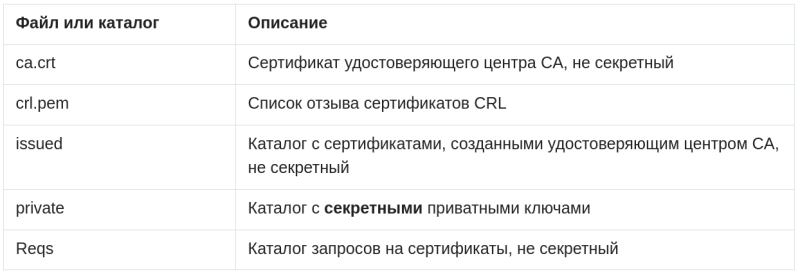 Файл или каталог Описание
ca.crt Сертификат удостоверяющего центра CA, не секретный
crl.pem Список отзыва сертификатов CRL
issued Каталог с сертификатами, созданными удостоверяющим центром CA,
не секретный
private Каталог с секретными приватными ключами
Reqs Каталог запросов на сертификаты, не секретный